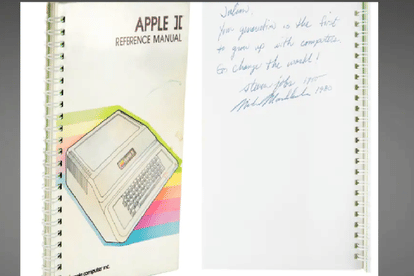 APPLE II
REFERENCE MANUAL
computer inc.
Julian,
Your generation is the first
to grow up with computers.
Go change the world!
steven jobs 1980